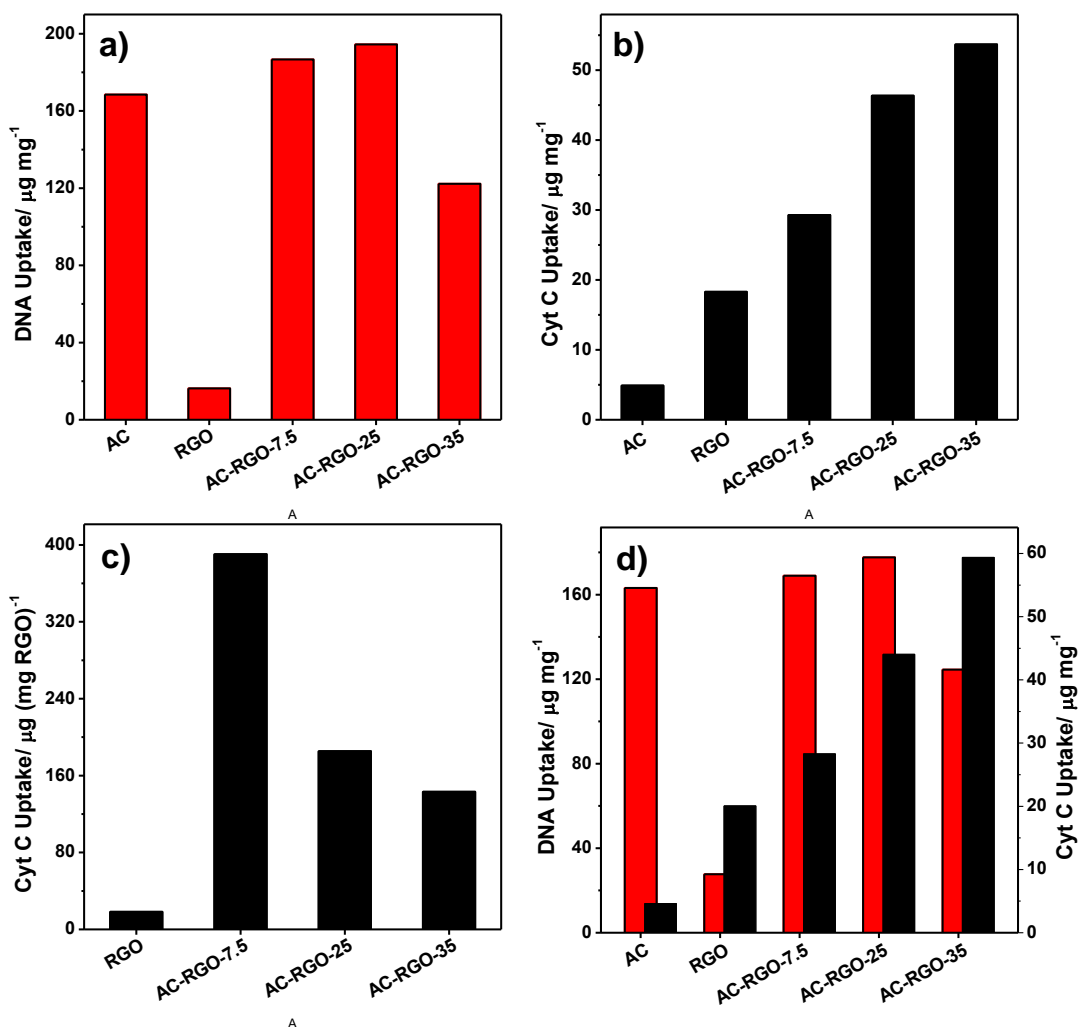 a)
DNA Uptake/ μg mg⁻¹
200
160
120
80
40
0
AC
RGO
AC-RGO-7.5
AC-RGO-25
AC-RGO-35
A
b)
Cyt C Uptake/ μg mg⁻¹
50
40
30
20
10
0
AC
RGO
AC-RGO-7.5
AC-RGO-25
AC-RGO-35
A
c)
Cyt C Uptake/ μg (mg RGO)⁻¹
400
320
240
160
80
0
RGO
AC-RGO-7.5
AC-RGO-25
AC-RGO-35
A
d)
DNA Uptake/ μg mg⁻¹
160
120
80
40
0
60
50
40
30
20
10
0
Cyt C Uptake/ μg mg⁻¹
AC
RGO
AC-RGO-7.5
AC-RGO-25
AC-RGO-35